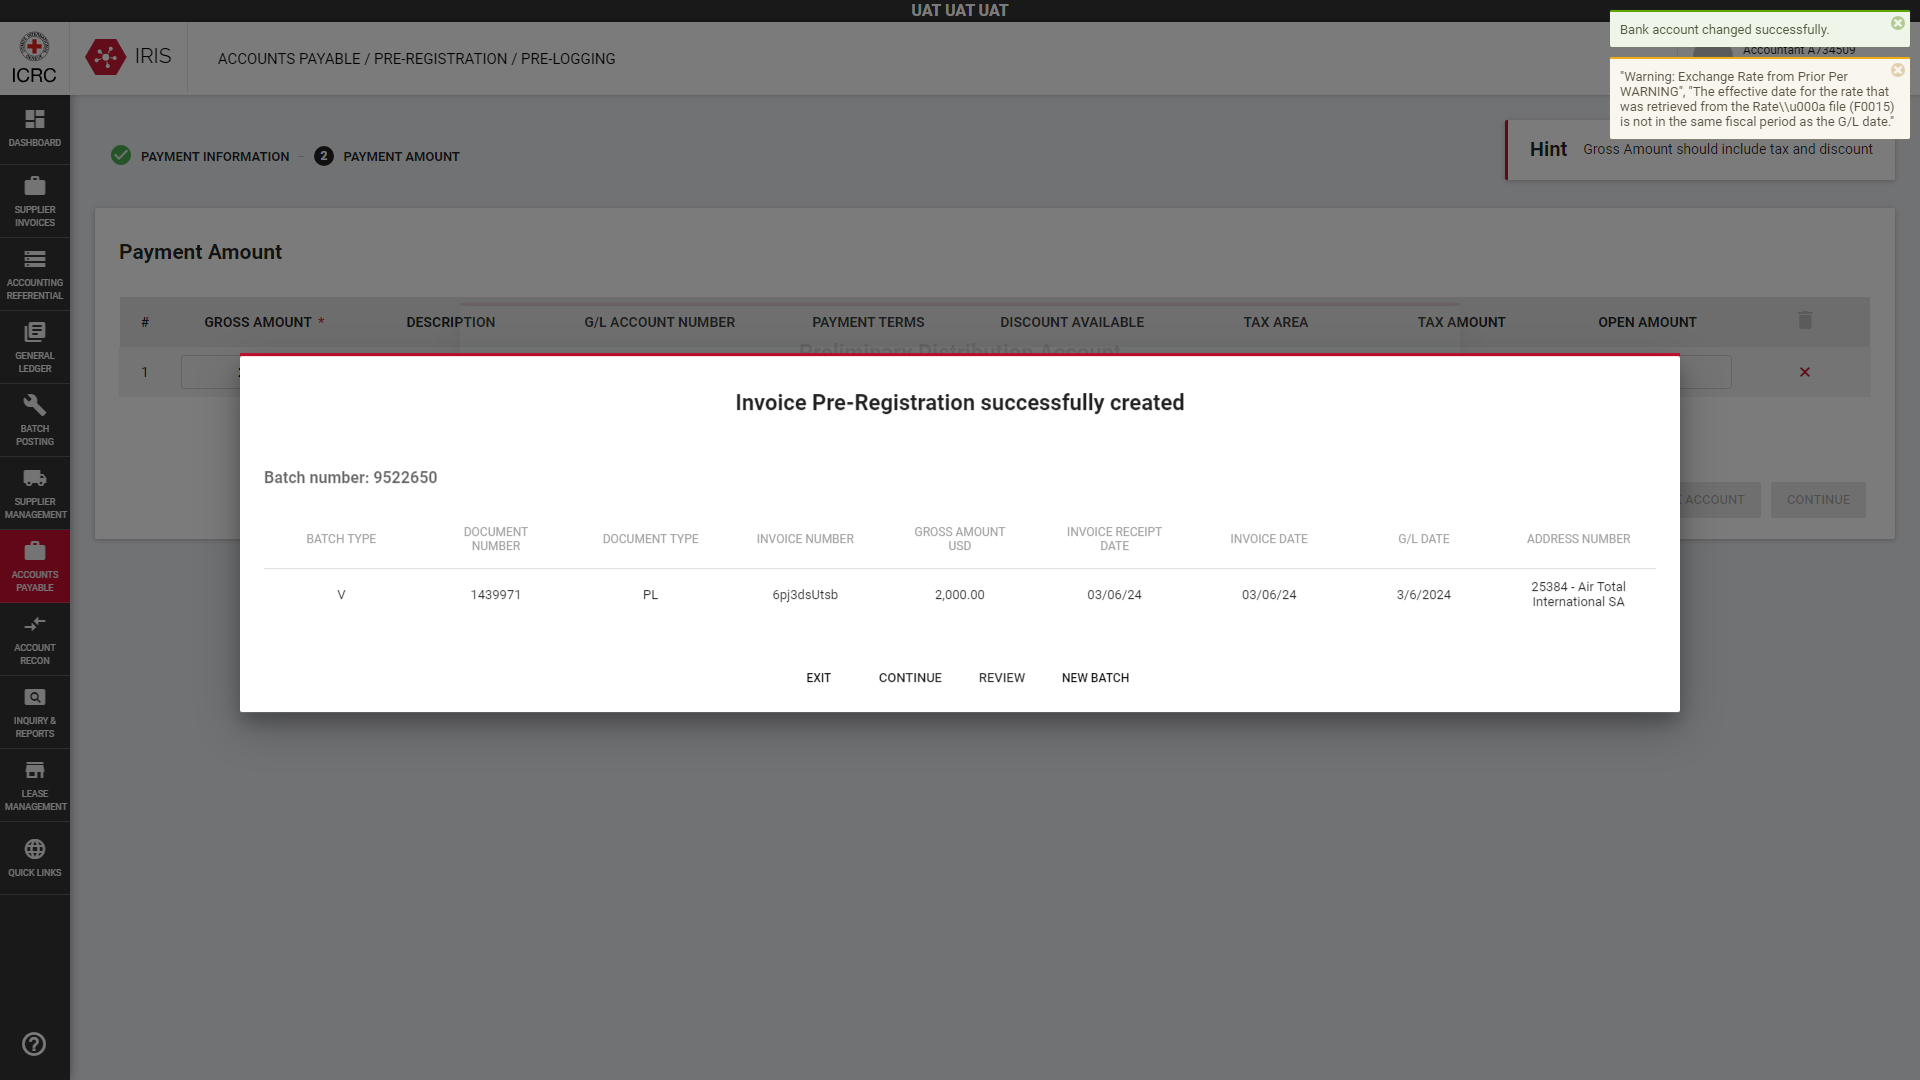 UAT UAT UAT
ICRC
IRIS
ACCOUNTS PAYABLE / PRE-REGISTRATION / PRE-LOGGING
Accountant A734509
Bank account changed successfully.
"Warning: Exchange Rate from Prior Per
WARNING", "The effective date for the rate that
was retrieved from the Rate\\u000a file (F0015)
is not in the same fiscal period as the G/L date."
DASHBOARD
SUPPLIER
INVOICES
ACCOUNTING
REFERENTIAL
GENERAL
LEDGER
BATCH
POSTING
SUPPLIER
MANAGEMENT
ACCOUNTS
PAYABLE
ACCOUNT
RECON
INQUIRY &
REPORTS
LEASE
MANAGEMENT
QUICK LINKS
PAYMENT INFORMATION
2 PAYMENT AMOUNT
Hint Gross Amount should include tax and discount
Payment Amount
# GROSS AMOUNT * DESCRIPTION G/L ACCOUNT NUMBER PAYMENT TERMS DISCOUNT AVAILABLE TAX AREA TAX AMOUNT OPEN AMOUNT
Preliminary Distribution Account
1
ACCOUNT CONTINUE
Invoice Pre-Registration successfully created
Batch number: 9522650
BATCH TYPE DOCUMENT NUMBER DOCUMENT TYPE INVOICE NUMBER GROSS AMOUNT USD INVOICE RECEIPT DATE INVOICE DATE G/L DATE ADDRESS NUMBER
V 1439971 PL 6pj3dsUtsb 2,000.00 03/06/24 03/06/24 3/6/2024 25384 - Air Total International SA
EXIT CONTINUE REVIEW NEW BATCH